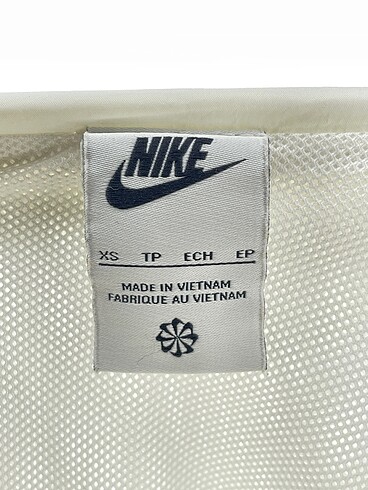 NIKE
XS TP ECH EP
MADE IN VIETNAM
FABRIQUE AU VIETNAM